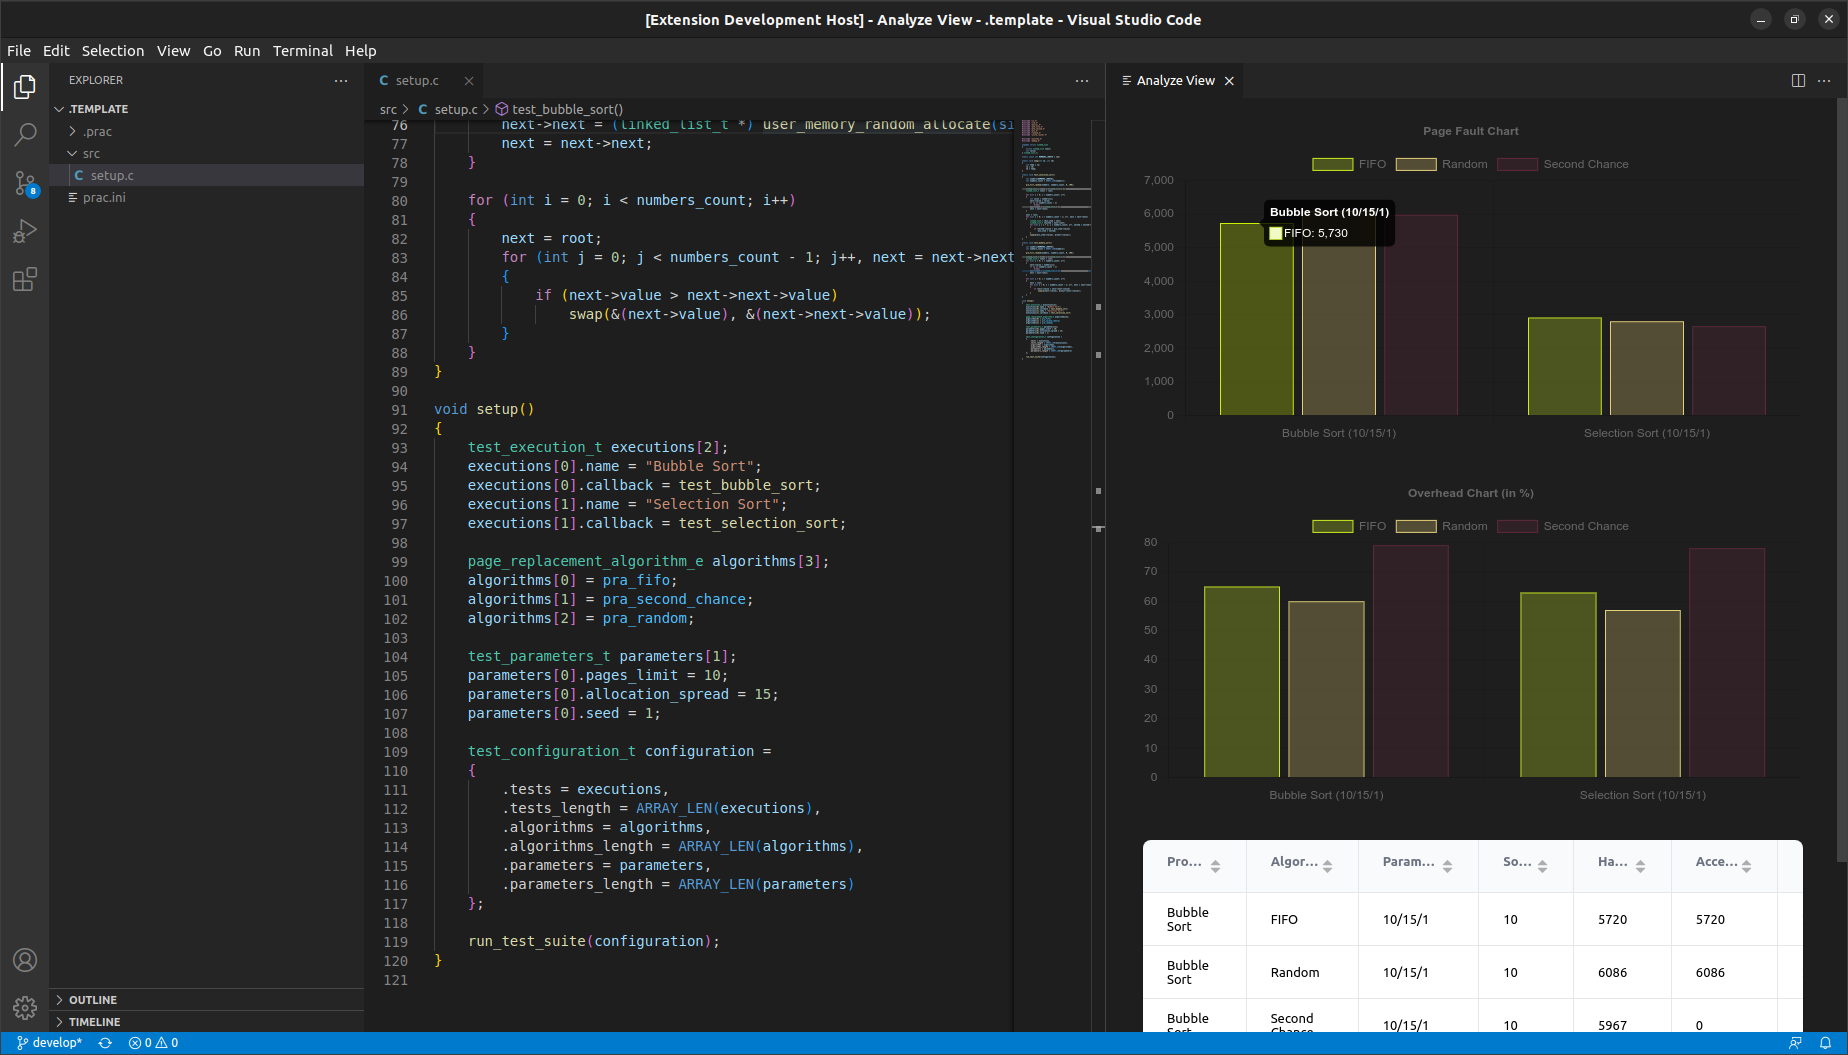 [Extension Development Host] - Analyze View - .template - Visual Studio Code
File Edit Selection View Go Run Terminal Help
EXPLORER
.TEMPLATE
.prac
src
C setup.c
prac.ini
OUTLINE
TIMELINE
8
C setup.c
src > C setup.c > test_bubble_sort()
76 next->next = (linked_list_t *) user_memory_random_allocate(si
77 next = next->next;
78 }
79
80 for (int i = 0; i < numbers_count; i++)
81 {
82 next = root;
83 for (int j = 0; j < numbers_count - 1; j++, next = next->next
84 {
85 if (next->value > next->next->value)
86 swap(&(next->value), &(next->next->value));
87 }
88 }
89 }
90
91 void setup()
92 {
93 test_execution_t executions[2];
94 executions[0].name = "Bubble Sort";
95 executions[0].callback = test_bubble_sort;
96 executions[1].name = "Selection Sort";
97 executions[1].callback = test_selection_sort;
98
99 page_replacement_algorithm_e algorithms[3];
100 algorithms[0] = pra_fifo;
101 algorithms[1] = pra_second_chance;
102 algorithms[2] = pra_random;
103
104 test_parameters_t parameters[1];
105 parameters[0].pages_limit = 10;
106 parameters[0].allocation_spread = 15;
107 parameters[0].seed = 1;
108
109 test_configuration_t configuration =
110 {
111 .tests = executions,
112 .tests_length = ARRAY_LEN(executions),
113 .algorithms = algorithms,
114 .algorithms_length = ARRAY_LEN(algorithms),
115 .parameters = parameters,
116 .parameters_length = ARRAY_LEN(parameters)
117 };
118
119 run_test_suite(configuration);
120 }
121
Analyze View
Page Fault Chart
FIFO Random Second Chance
7,000
6,000
5,000
4,000
3,000
2,000
1,000
0
Bubble Sort (10/15/1)
FIFO: 5,730
Bubble Sort (10/15/1) Selection Sort (10/15/1)
Overhead Chart (in %)
FIFO Random Second Chance
80
70
60
50
40
30
20
10
0
Bubble Sort (10/15/1) Selection Sort (10/15/1)
Pro... Algor... Param... So... Ha... Acce...
Bubble Sort FIFO 10/15/1 10 5720 5720
Bubble Sort Random 10/15/1 10 6086 6086
Bubble Sort Second Chance 10/15/1 10 5967 0
develop* 0 0